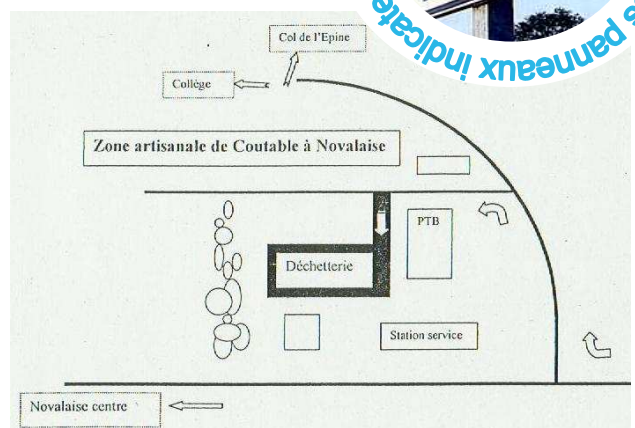 s panneaux indicate
Col de l'Epine
Collège
Zone artisanale de Coutable à Novalaise
PTB
Déchetterie
Station service
Novalaise centre